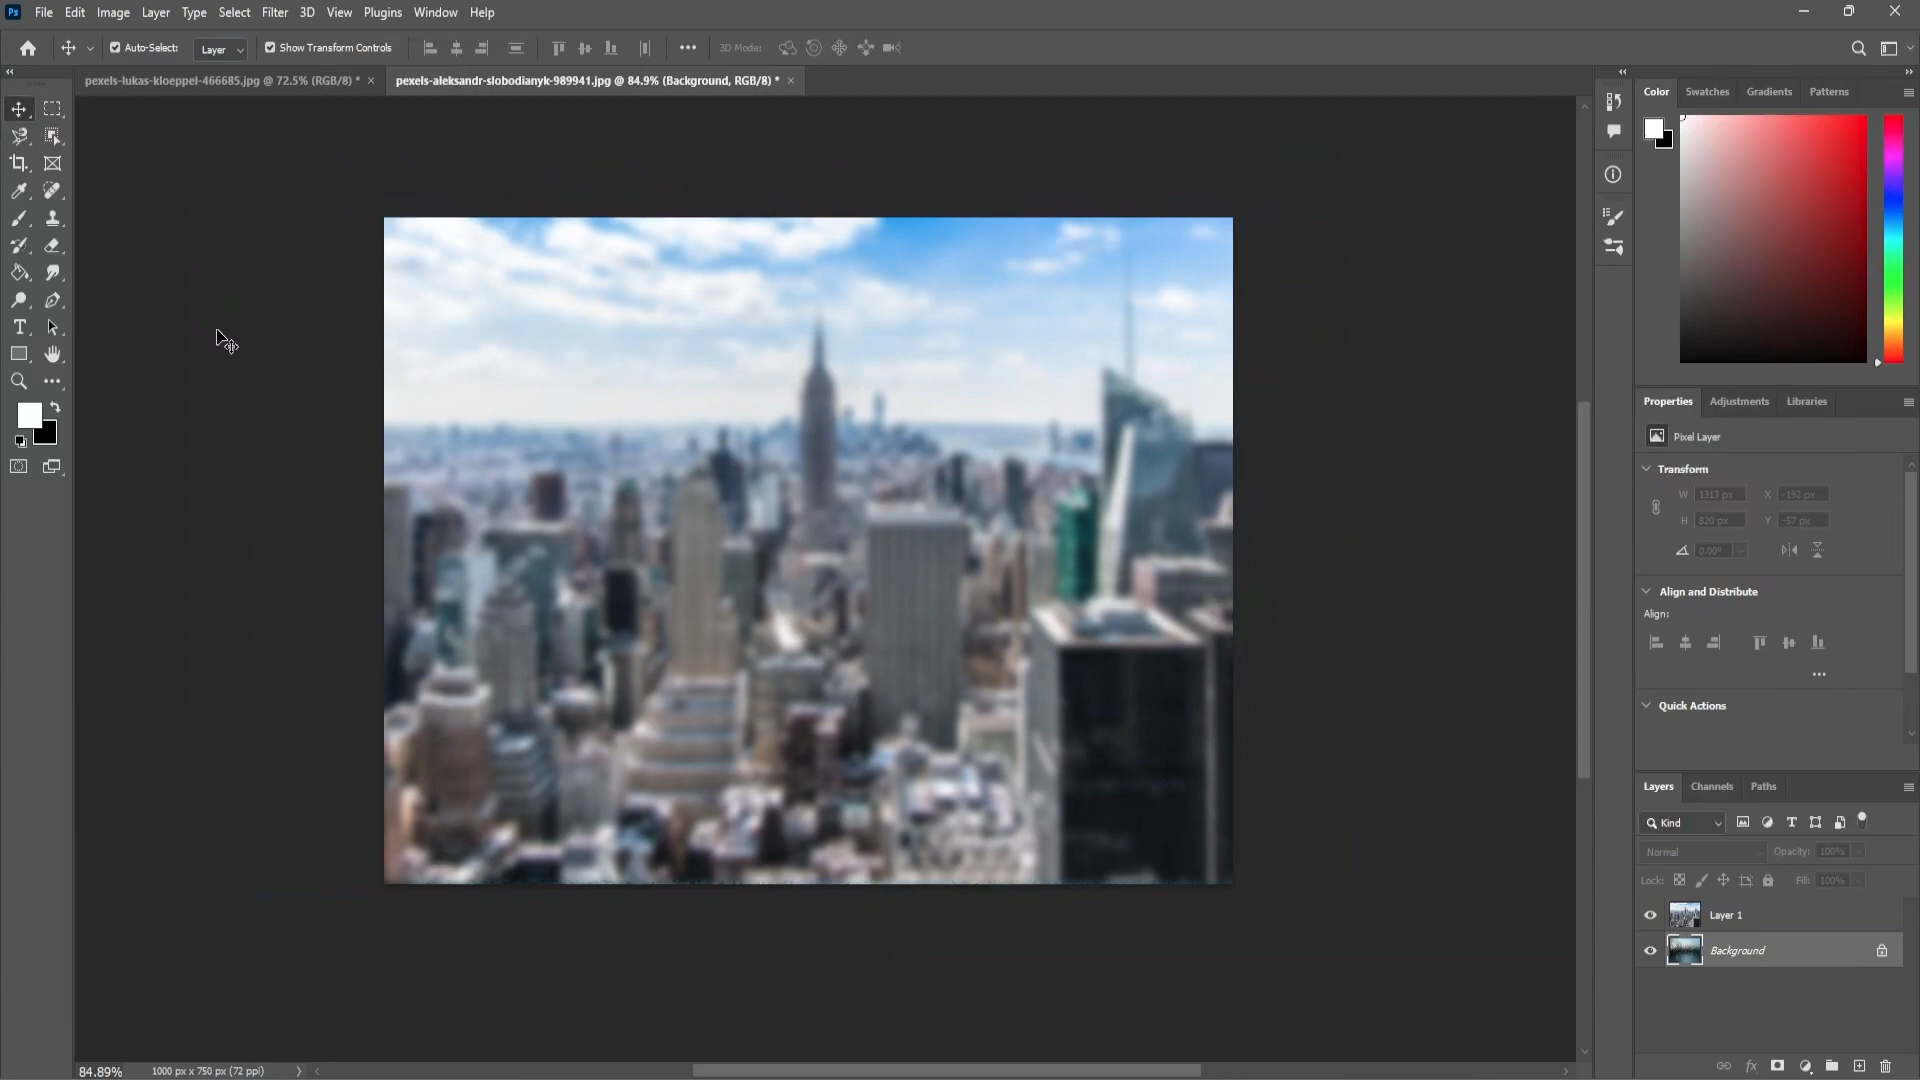 Ps File Edit Image Layer Type Select Filter 3D View Plugins Window Help
Auto-Select: Layer Show Transform Controls 3D Mode:
pexels-lukas-kloeppel-466685.jpg @ 72.5% (RGB/8) * × pexels-aleksandr-slobodianyk-989941.jpg @ 84.9% (Background, RGB/8) * ×
Color Swatches Gradients Patterns
Properties Adjustments Libraries
Pixel Layer
Transform
W 1313 px X -192 px
H 820 px Y -57 px
0.00°
Align and Distribute
Align:
Quick Actions
Layers Channels Paths
Kind
Normal Opacity: 100%
Lock: Fill: 100%
Layer 1
Background
fx
84.89% 1000 px x 750 px (72 ppi)